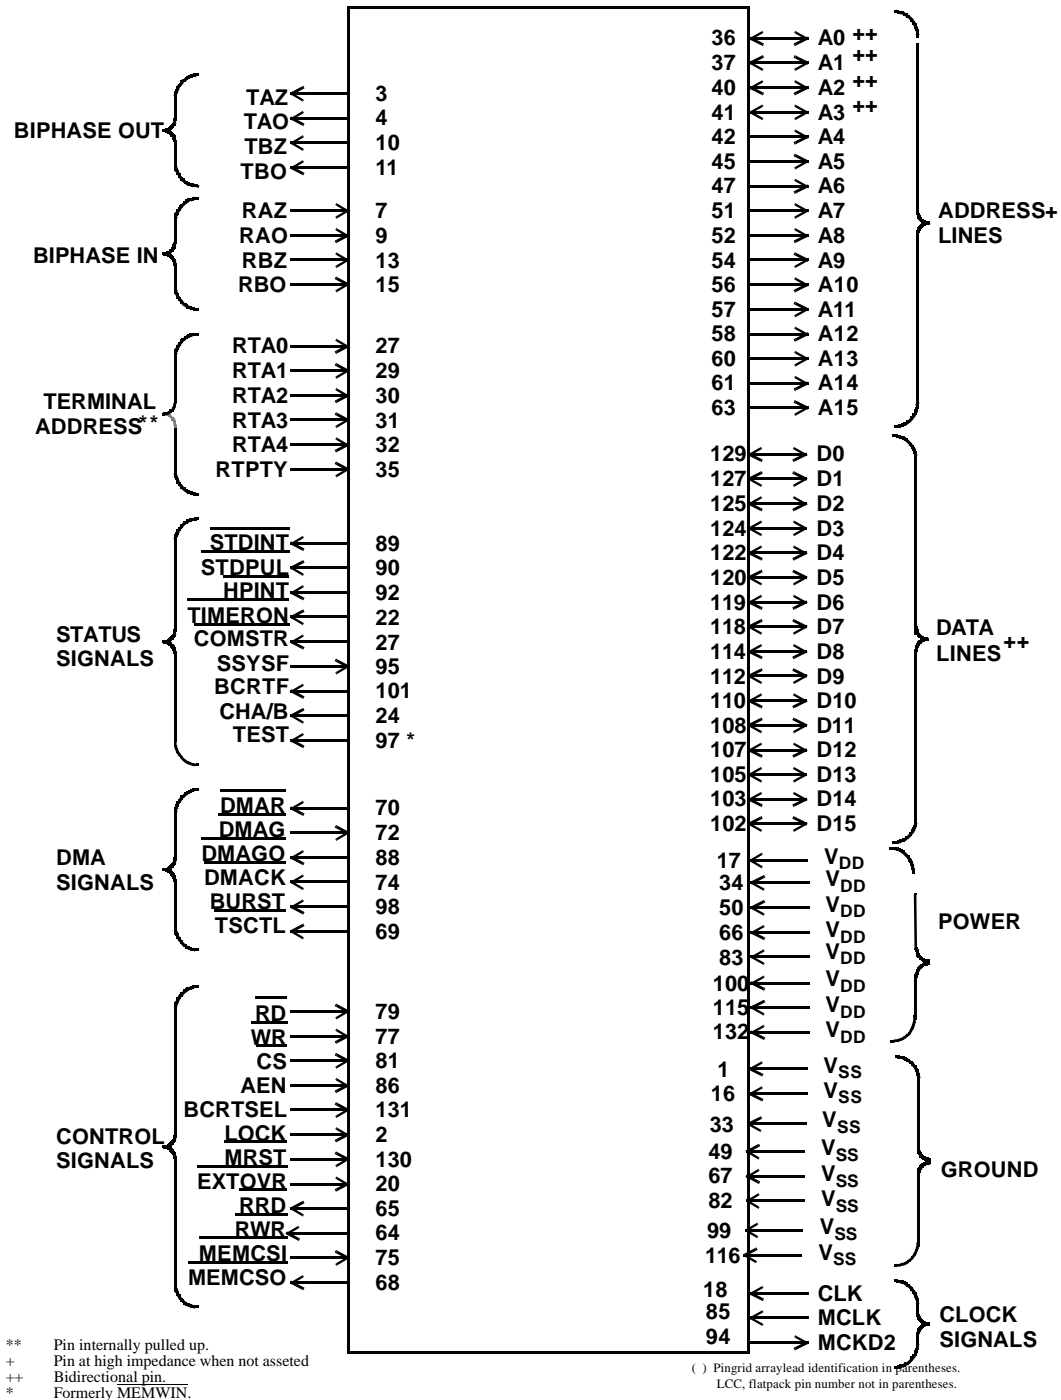 BIPHASE OUT
TAZ 3
TAO 4
TBZ 10
TBO 11
BIPHASE IN
RAZ 7
RAO 9
RBZ 13
RBO 15
TERMINAL
ADDRESS**
RTA0 27
RTA1 29
RTA2 30
RTA3 31
RTA4 32
RTPTY 35
STATUS
SIGNALS
STDINT 89
STDPUL 90
HPINT 92
TIMERON 22
COMSTR 27
SSYSF 95
BCRTF 101
CHA/B 24
TEST 97 *
DMA
SIGNALS
DMAR 70
DMAG 72
DMAGO 88
DMACK 74
BURST 98
TSCTL 69
CONTROL
SIGNALS
RD 79
WR 77
CS 81
AEN 86
BCRTSEL 131
LOCK 2
MRST 130
EXTOVR 20
RRD 65
RWR 64
MEMCSI 75
MEMCSO 68
36 A0 ++
37 A1 ++
40 A2 ++
41 A3 ++
42 A4
45 A5
47 A6
51 A7
52 A8
54 A9
56 A10
57 A11
58 A12
60 A13
61 A14
63 A15
ADDRESS+
LINES
129 D0
127 D1
125 D2
124 D3
122 D4
120 D5
119 D6
118 D7
114 D8
112 D9
110 D10
108 D11
107 D12
105 D13
103 D14
102 D15
DATA
LINES++
17 VDD
34 VDD
50 VDD
66 VDD
83 VDD
100 VDD
115 VDD
132 VDD
POWER
1 VSS
16 VSS
33 VSS
49 VSS
67 VSS
82 VSS
99 VSS
116 VSS
GROUND
18 CLK
85 MCLK
94 MCKD2
CLOCK
SIGNALS
** Pin internally pulled up.
+ Pin at high impedance when not asseted
++ Bidirectional pin.
* Formerly MEMWIN.
( ) Pingrid arraylead identification in parentheses.
LCC, flatpack pin number not in parentheses.